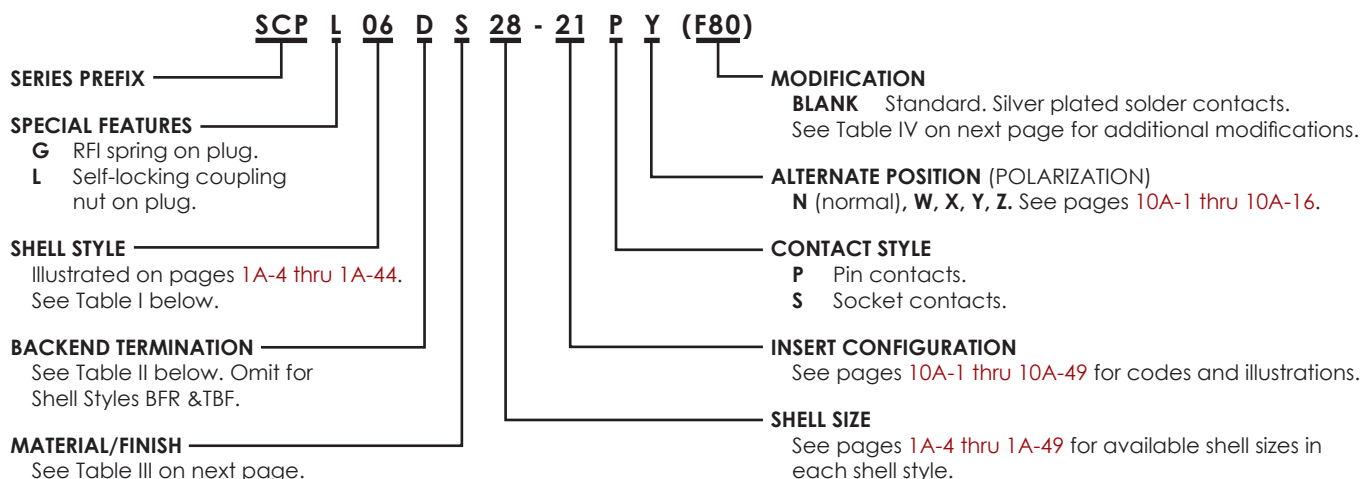 SCP L 06 D S 28 - 21 P Y (F80)
SERIES PREFIX
SPECIAL FEATURES
G RFI spring on plug.
L Self-locking coupling
nut on plug.
SHELL STYLE
Illustrated on pages 1A-4 thru 1A-44.
See Table I below.
BACKEND TERMINATION
See Table II below. Omit for
Shell Styles BFR &TBF.
MATERIAL/FINISH
See Table III on next page.
MODIFICATION
BLANK Standard. Silver plated solder contacts.
See Table IV on next page for additional modifications.
ALTERNATE POSITION (POLARIZATION)
N (normal), W, X, Y, Z. See pages 10A-1 thru 10A-16.
CONTACT STYLE
P Pin contacts.
S Socket contacts.
INSERT CONFIGURATION
See pages 10A-1 thru 10A-49 for codes and illustrations.
SHELL SIZE
See pages 1A-4 thru 1A-49 for available shell sizes in
each shell style.